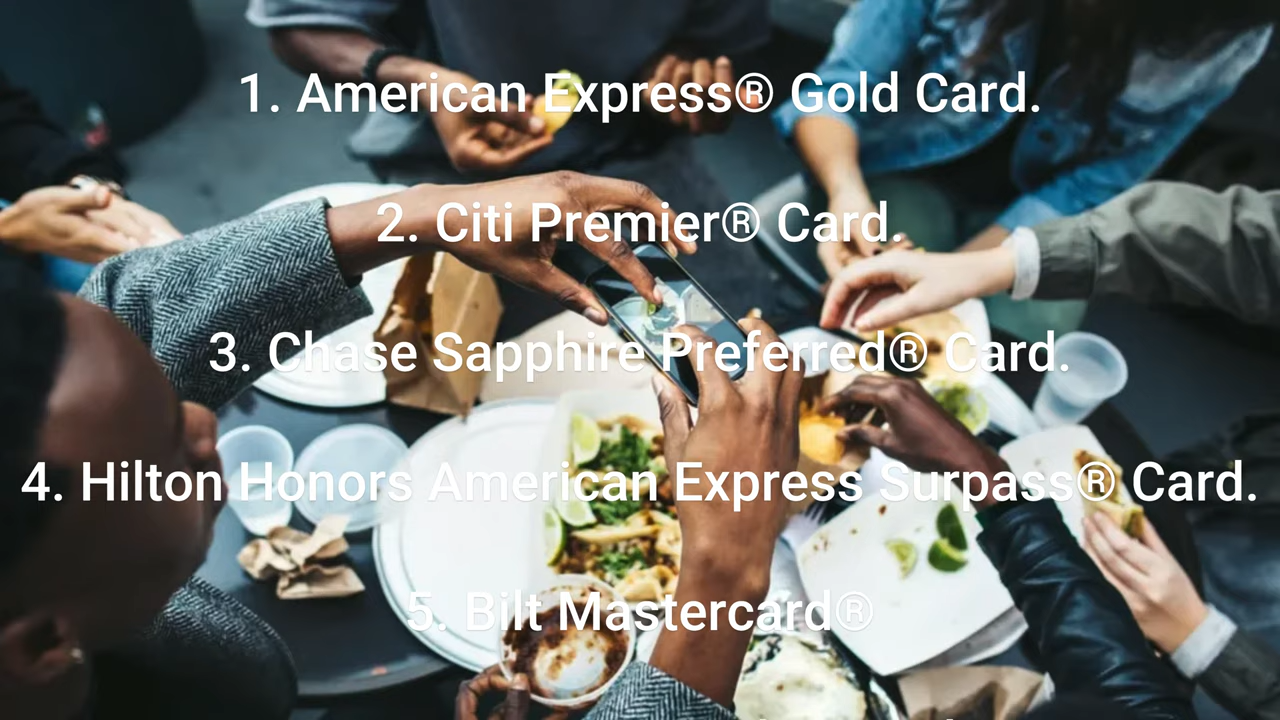 1. American Express® Gold Card.
2. Citi Premier® Card.
3. Chase Sapphire Preferred® Card.
4. Hilton Honors American Express Surpass® Card.
5. Bilt Mastercard®